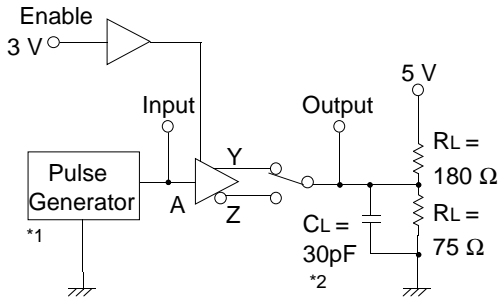 Enable
3 V
5 V
Input
Output
RL =
180 Ω
Pulse
Generator
*1
A
Y
Z
CL =
30pF
*2
RL =
75 Ω